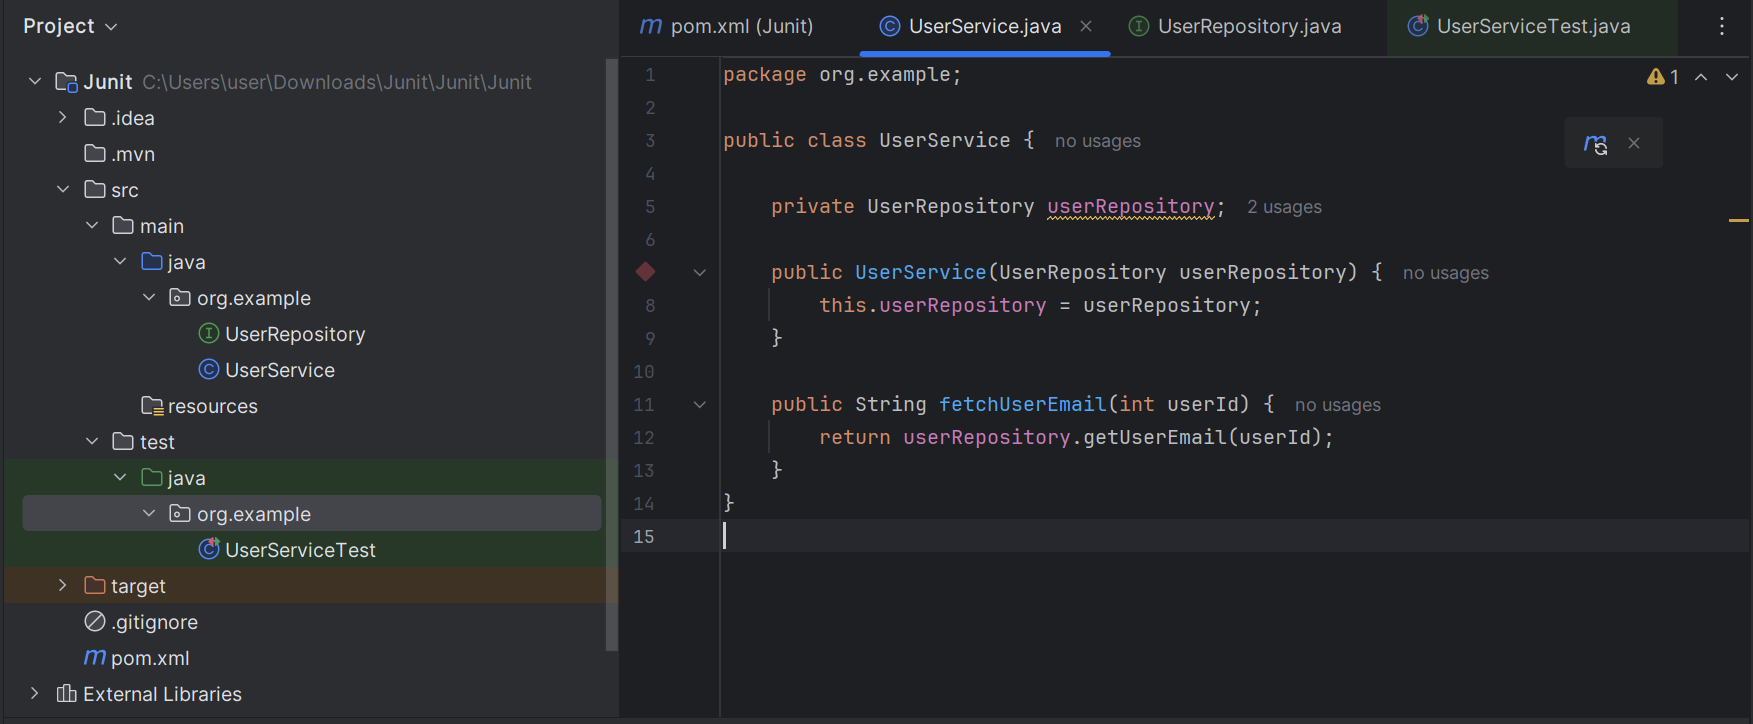 Project
Junit C:\Users\user\Downloads\Junit\Junit\Junit
.idea
.mvn
src
main
java
org.example
UserRepository
UserService
resources
test
java
org.example
UserServiceTest
target
.gitignore
pom.xml
External Libraries
pom.xml (Junit)
UserService.java
UserRepository.java
UserServiceTest.java
1 package org.example;
1
2
3 public class UserService { no usages
4
5 private UserRepository userRepository; 2 usages
6
public UserService(UserRepository userRepository) { no usages
8 this.userRepository = userRepository;
9 }
10
11 public String fetchUserEmail(int userId) { no usages
12 return userRepository.getUserEmail(userId);
13 }
14 }
15